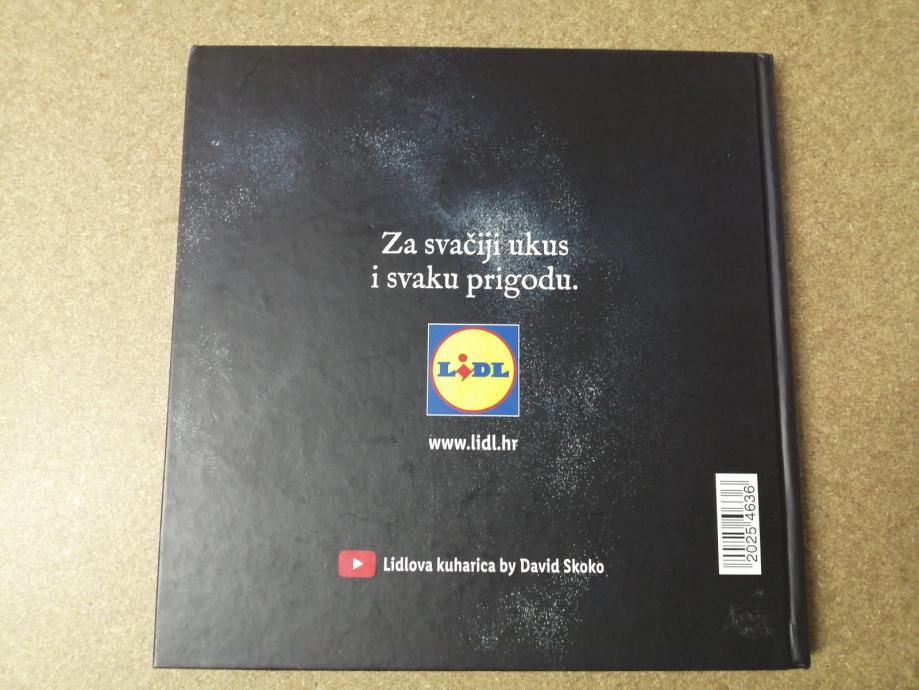 Za svačiji ukus
i svaku prigodu.
LIDL
www.lidl.hr
Lidlova kuharica by David Skoko
2025 4636